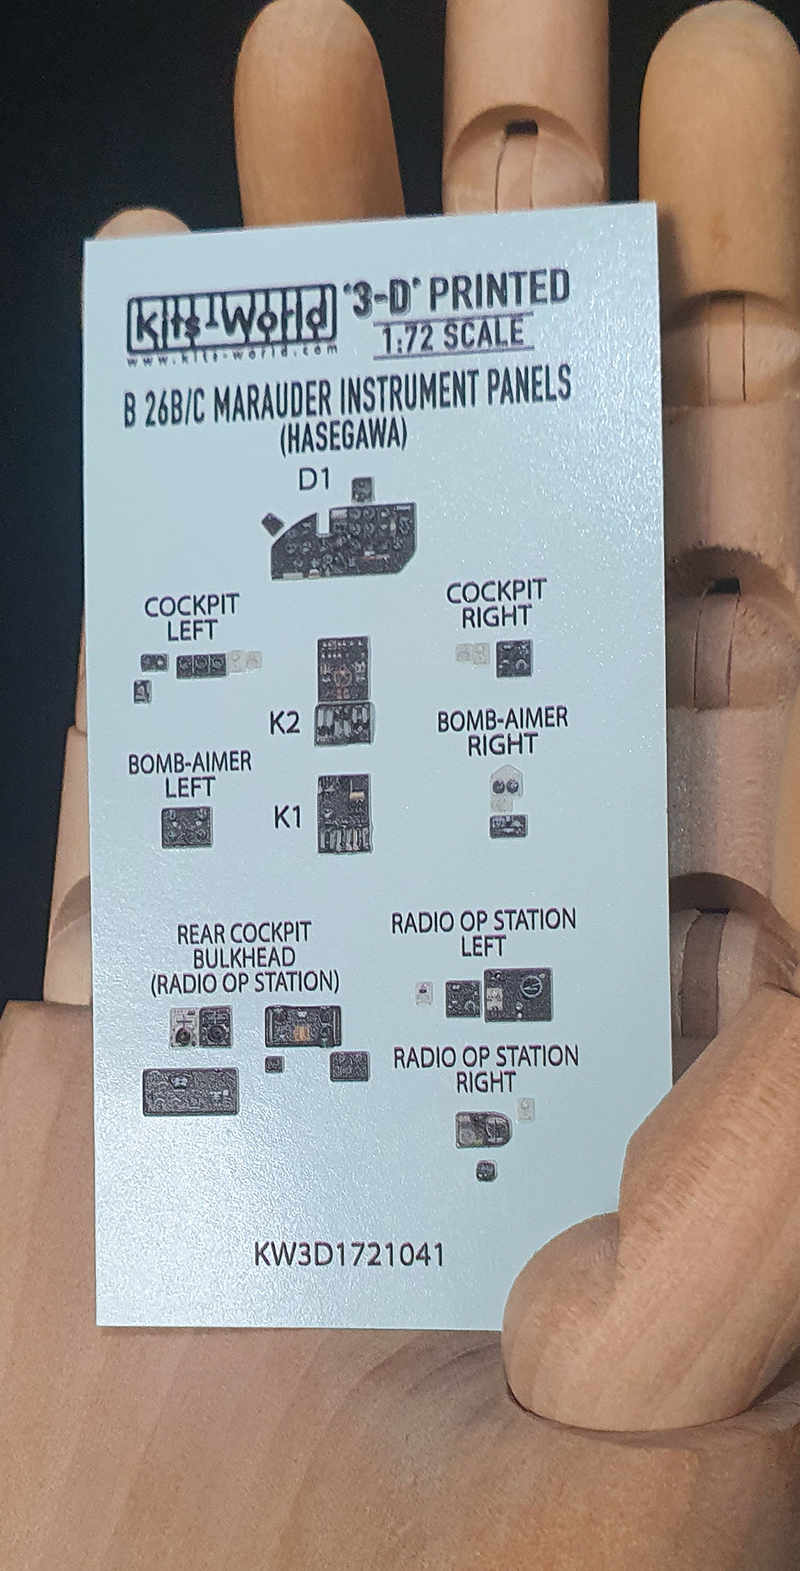 Kits-World
www.kits-world.com
'3-D' PRINTED
1:72 SCALE
B 26B/C MARAUDER INSTRUMENT PANELS
(HASEGAWA)
D1
COCKPIT
LEFT
COCKPIT
RIGHT
K2
BOMB-AIMER
LEFT
BOMB-AIMER
RIGHT
K1
REAR COCKPIT
BULKHEAD
(RADIO OP STATION)
RADIO OP STATION
LEFT
RADIO OP STATION
RIGHT
KW3D1721041